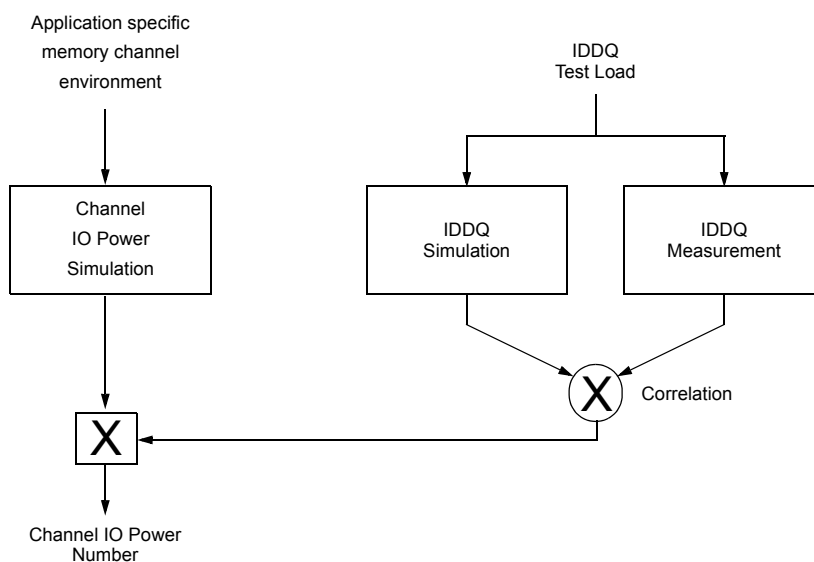 Application specific
memory channel
environment
IDDQ
Test Load
Channel
IO Power
Simulation
IDDQ
Simulation
IDDQ
Measurement
X
Correlation
X
Channel IO Power
Number